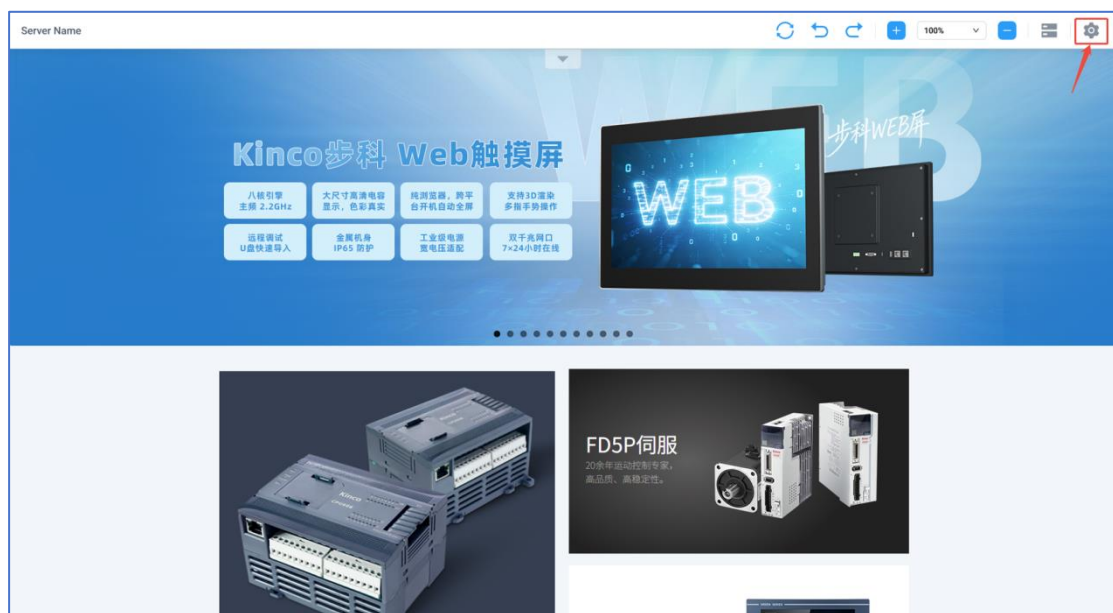 Server Name
100%
WEB
Kinco步科 Web触摸屏
步科WEB屏
八核引擎
主频 2.2GHz
大尺寸高清电容
显示，色彩真实
纯浏览器，跨平
台开机自动全屏
支持3D渲染
多指手势操作
远程调试
U盘快速导入
金属机身
IP65 防护
工业级电源
宽电压适配
双千兆网口
7×24小时在线
WEB
FD5P伺服
20余年运动控制专家，
高品质、高稳定性。
Kinco